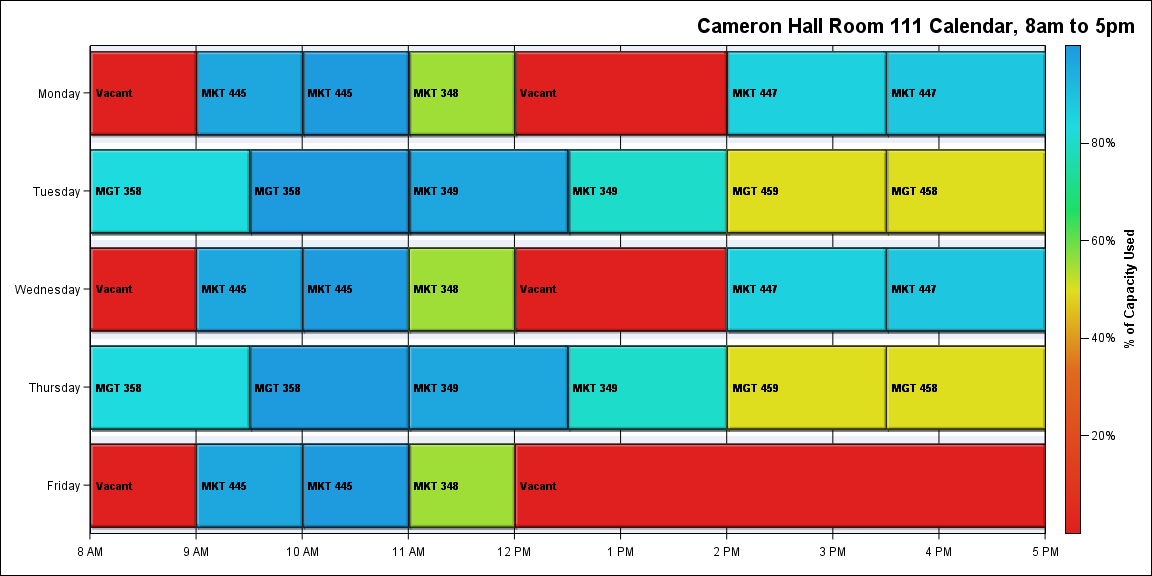 Cameron Hall Room 111 Calendar, 8am to 5pm
Monday
Vacant
MKT 445
MKT 445
MKT 348
Vacant
MKT 447
MKT 447
Tuesday
MGT 358
MGT 358
MKT 349
MKT 349
MGT 459
MGT 458
Wednesday
Vacant
MKT 445
MKT 445
MKT 348
Vacant
MKT 447
MKT 447
Thursday
MGT 358
MGT 358
MKT 349
MKT 349
MGT 459
MGT 458
Friday
Vacant
MKT 445
MKT 445
MKT 348
Vacant
8 AM
9 AM
10 AM
11 AM
12 PM
1 PM
2 PM
3 PM
4 PM
5 PM
80%
60%
40%
20%
% of Capacity Used